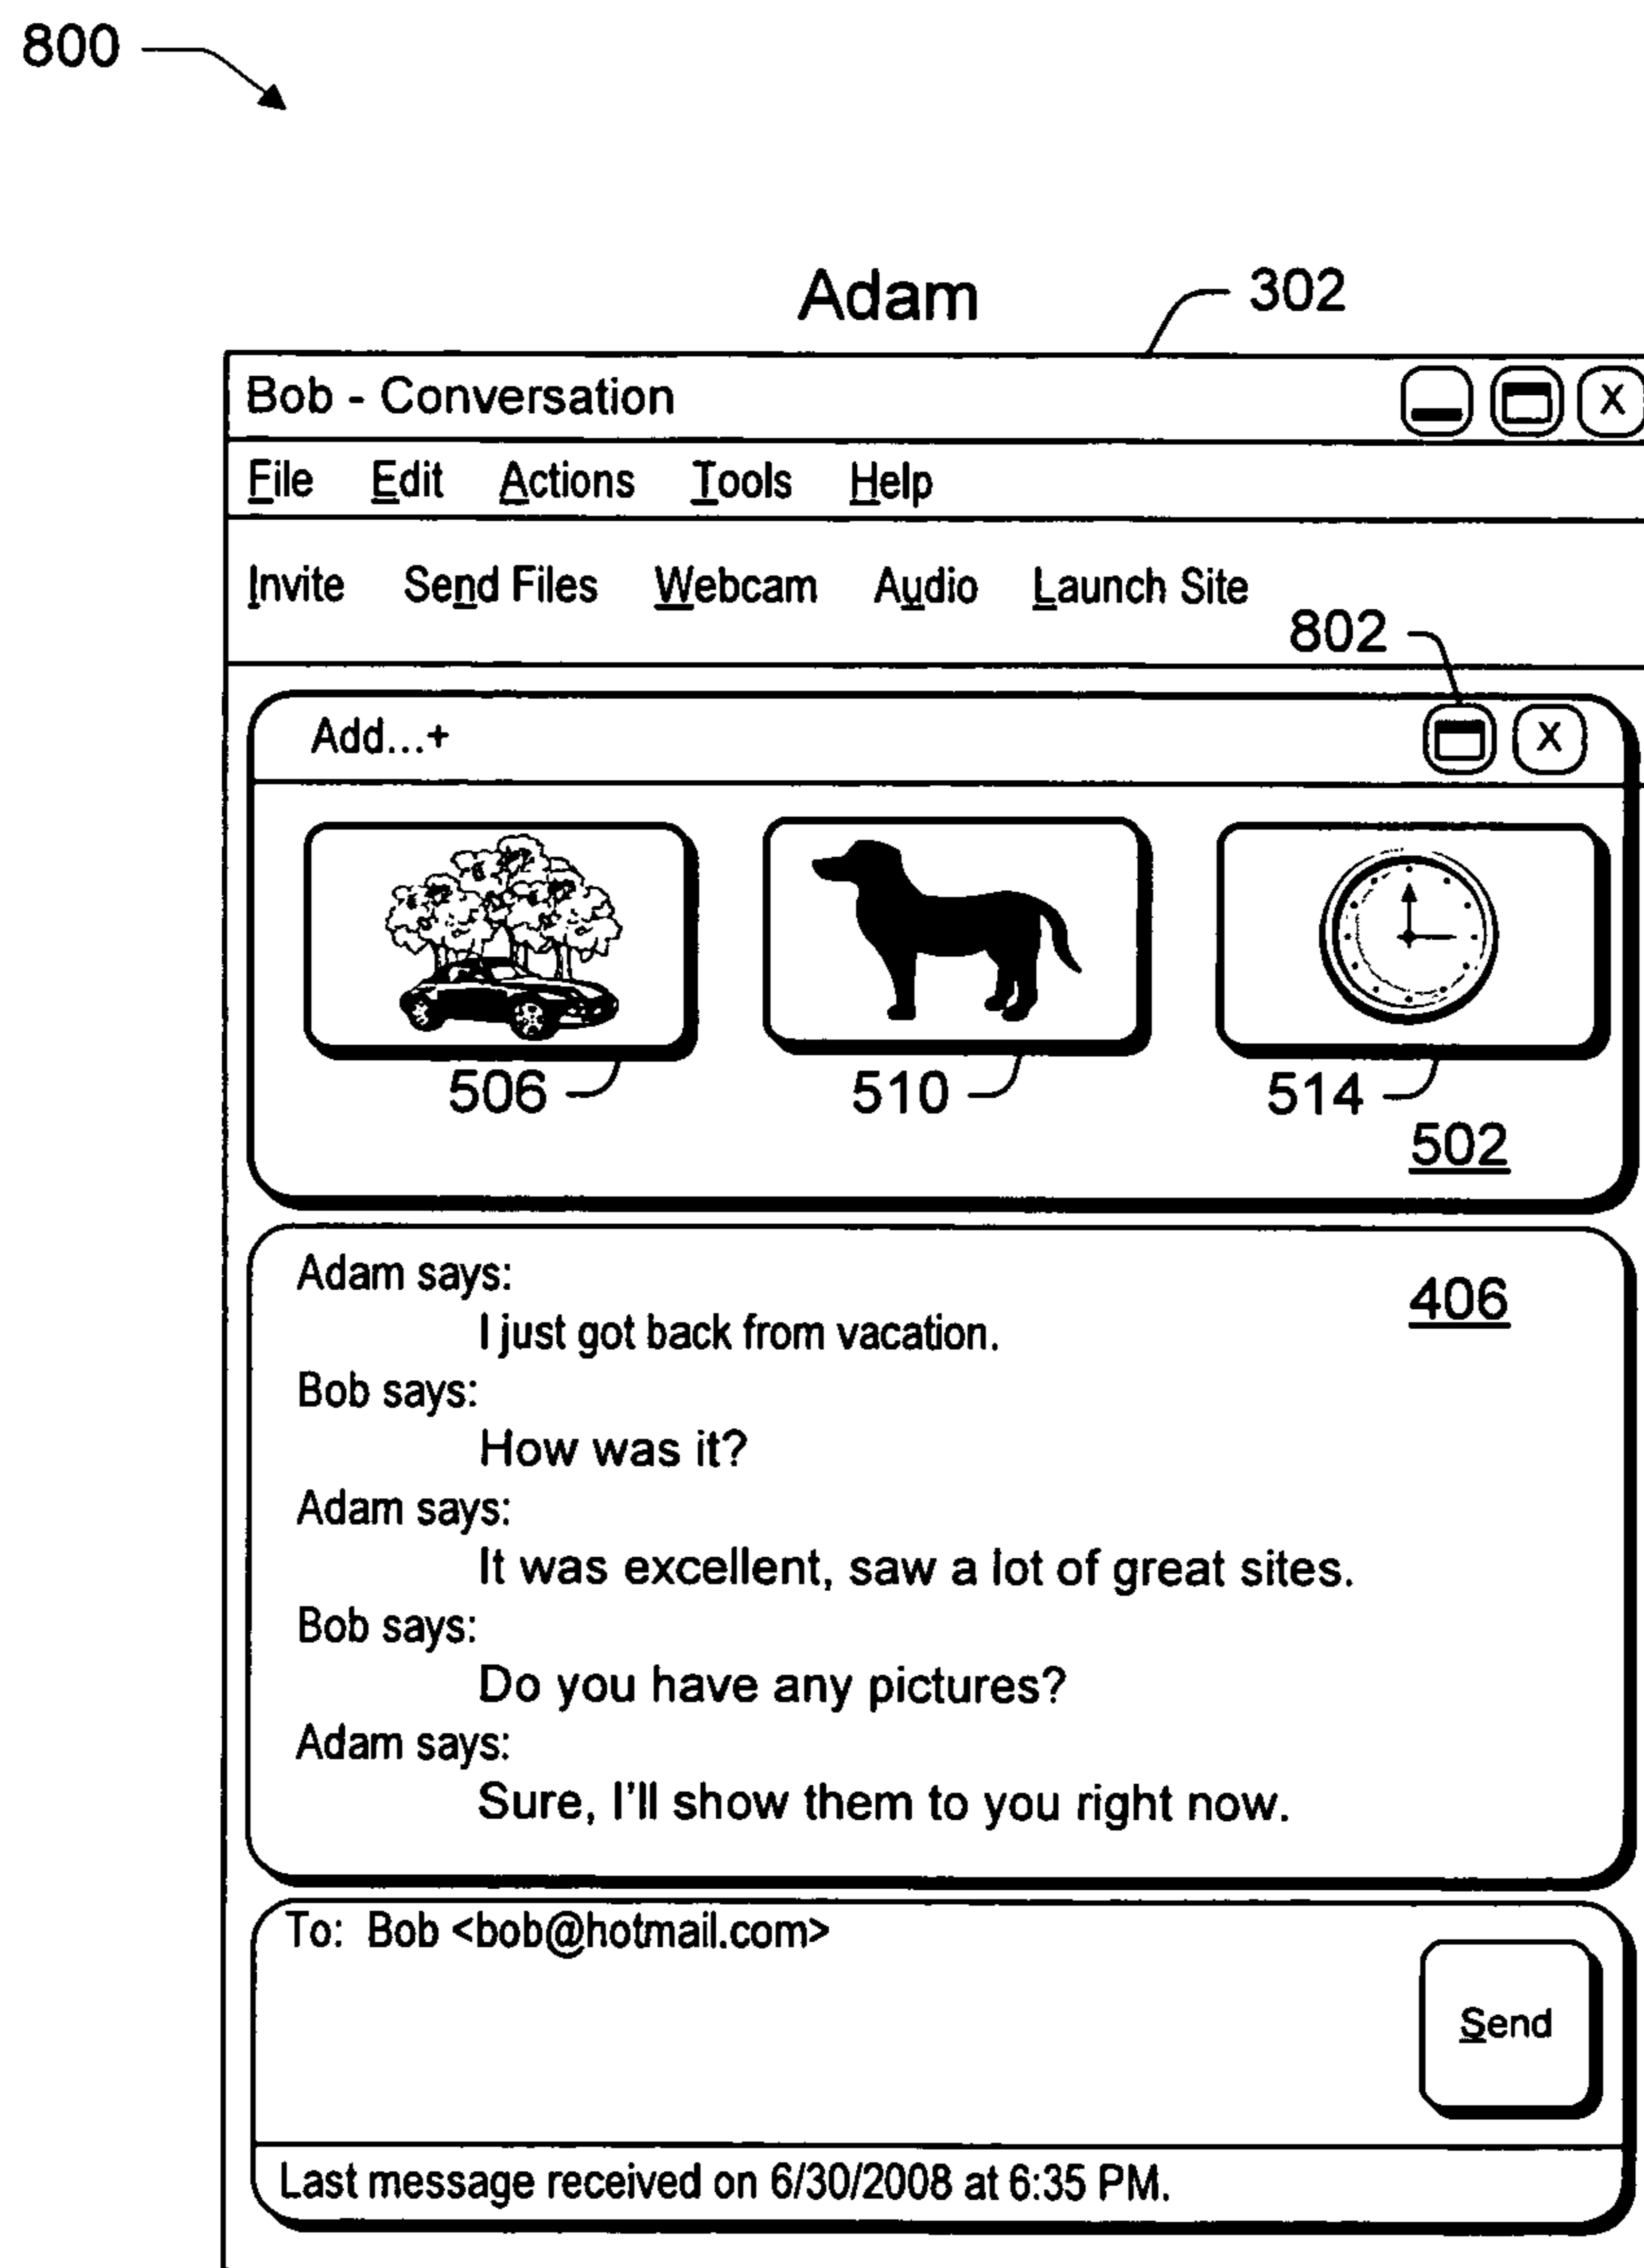 800
Adam
302
Bob - Conversation
X
File Edit Actions Tools Help
Invite Send Files Webcam Audio Launch Site
802
Add...+
X
506
510
514
502
Adam says:
406
I just got back from vacation.
Bob says:
How was it?
Adam says:
It was excellent, saw a lot of great sites.
Bob says:
Do you have any pictures?
Adam says:
Sure, I'll show them to you right now.
To: Bob <bob@hotmail.com>
Send
Last message received on 6/30/2008 at 6:35 PM.